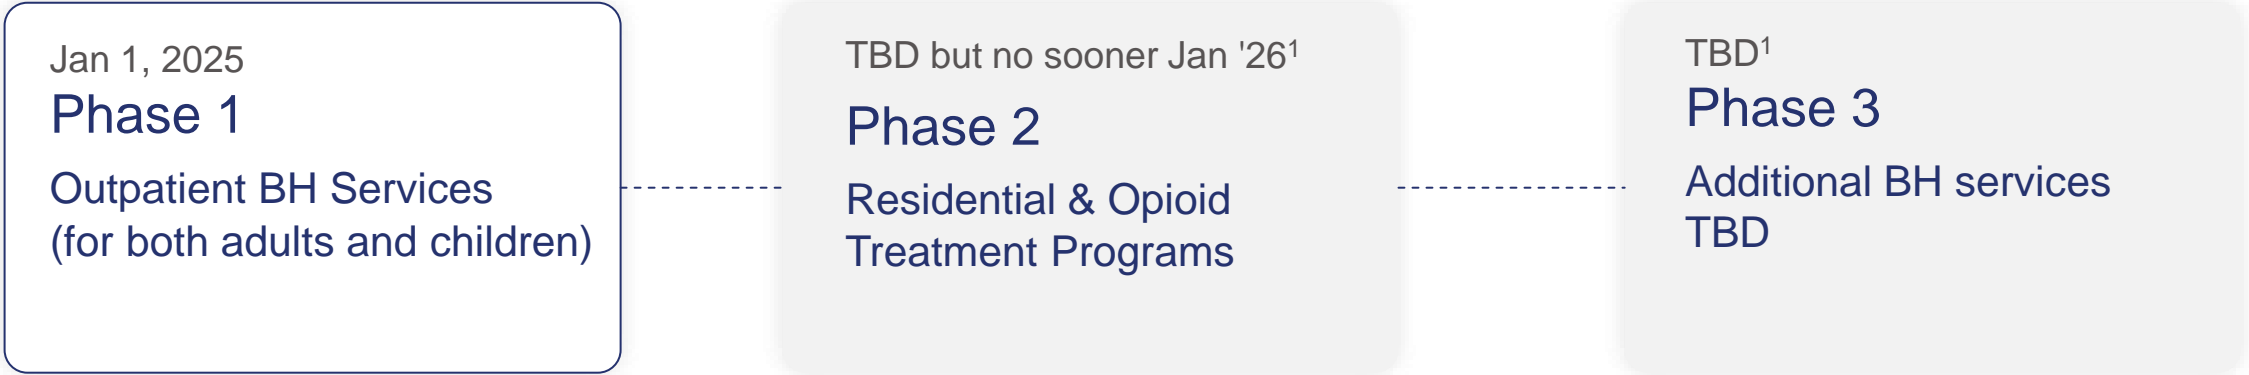 Jan 1, 2025
Phase 1
Outpatient BH Services
(for both adults and children)
TBD but no sooner Jan '26¹
Phase 2
Residential & Opioid
Treatment Programs
TBD¹
Phase 3
Additional BH services
TBD